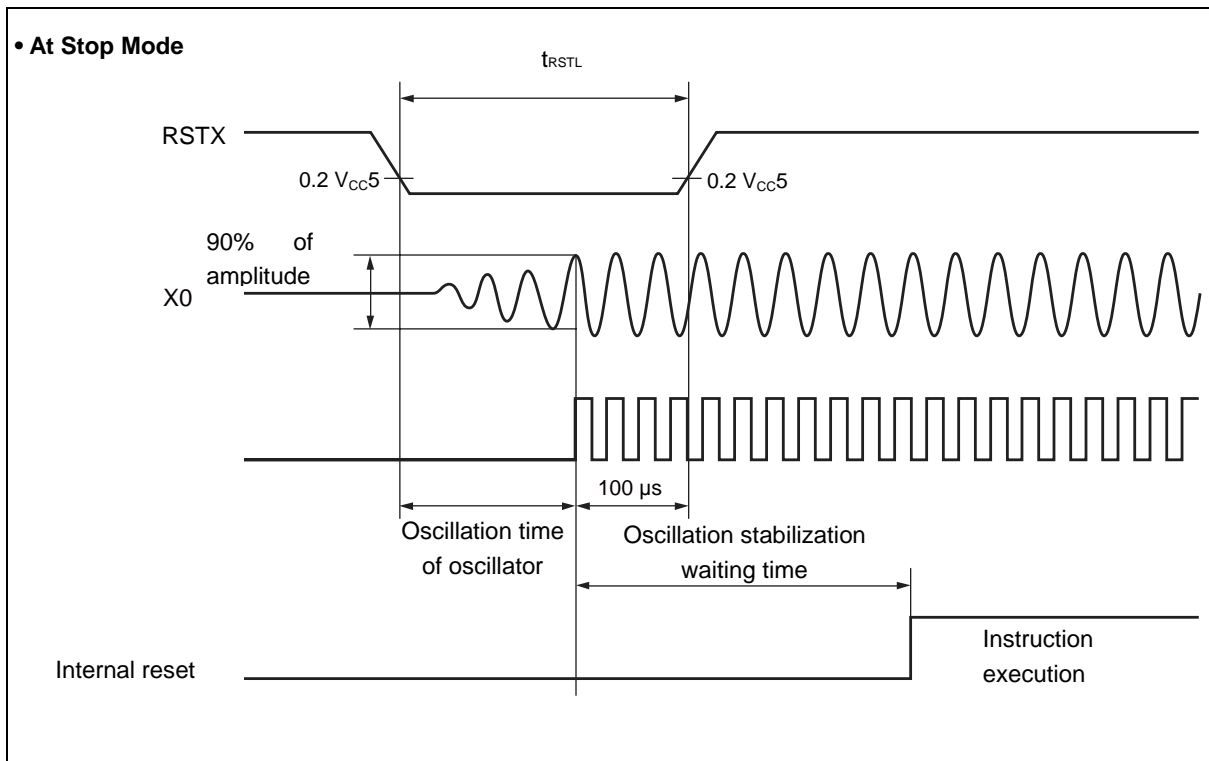 • At Stop Mode
tRSTL
RSTX
0.2 VCC5
0.2 VCC5
90% of
amplitude
X0
100 µs
Oscillation time
of oscillator
Oscillation stabilization
waiting time
Internal reset
Instruction
execution